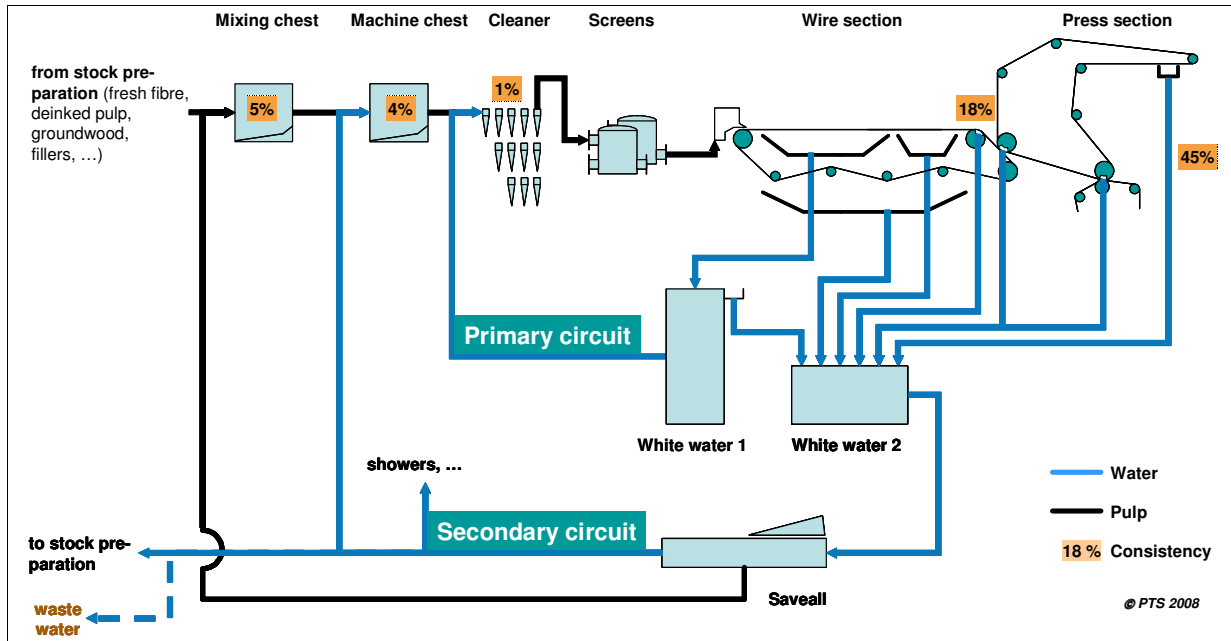 Mixing chest
Machine chest
Cleaner
Screens
Wire section
Press section
from stock pre-
paration (fresh fibre,
deinked pulp,
groundwood,
fillers, …)
5%
4%
1%
18%
45%
Primary circuit
White water 1
White water 2
showers, …
Secondary circuit
to stock pre-
paration
waste
water
Saveall
Water
Pulp
18 % Consistency
© PTS 2008